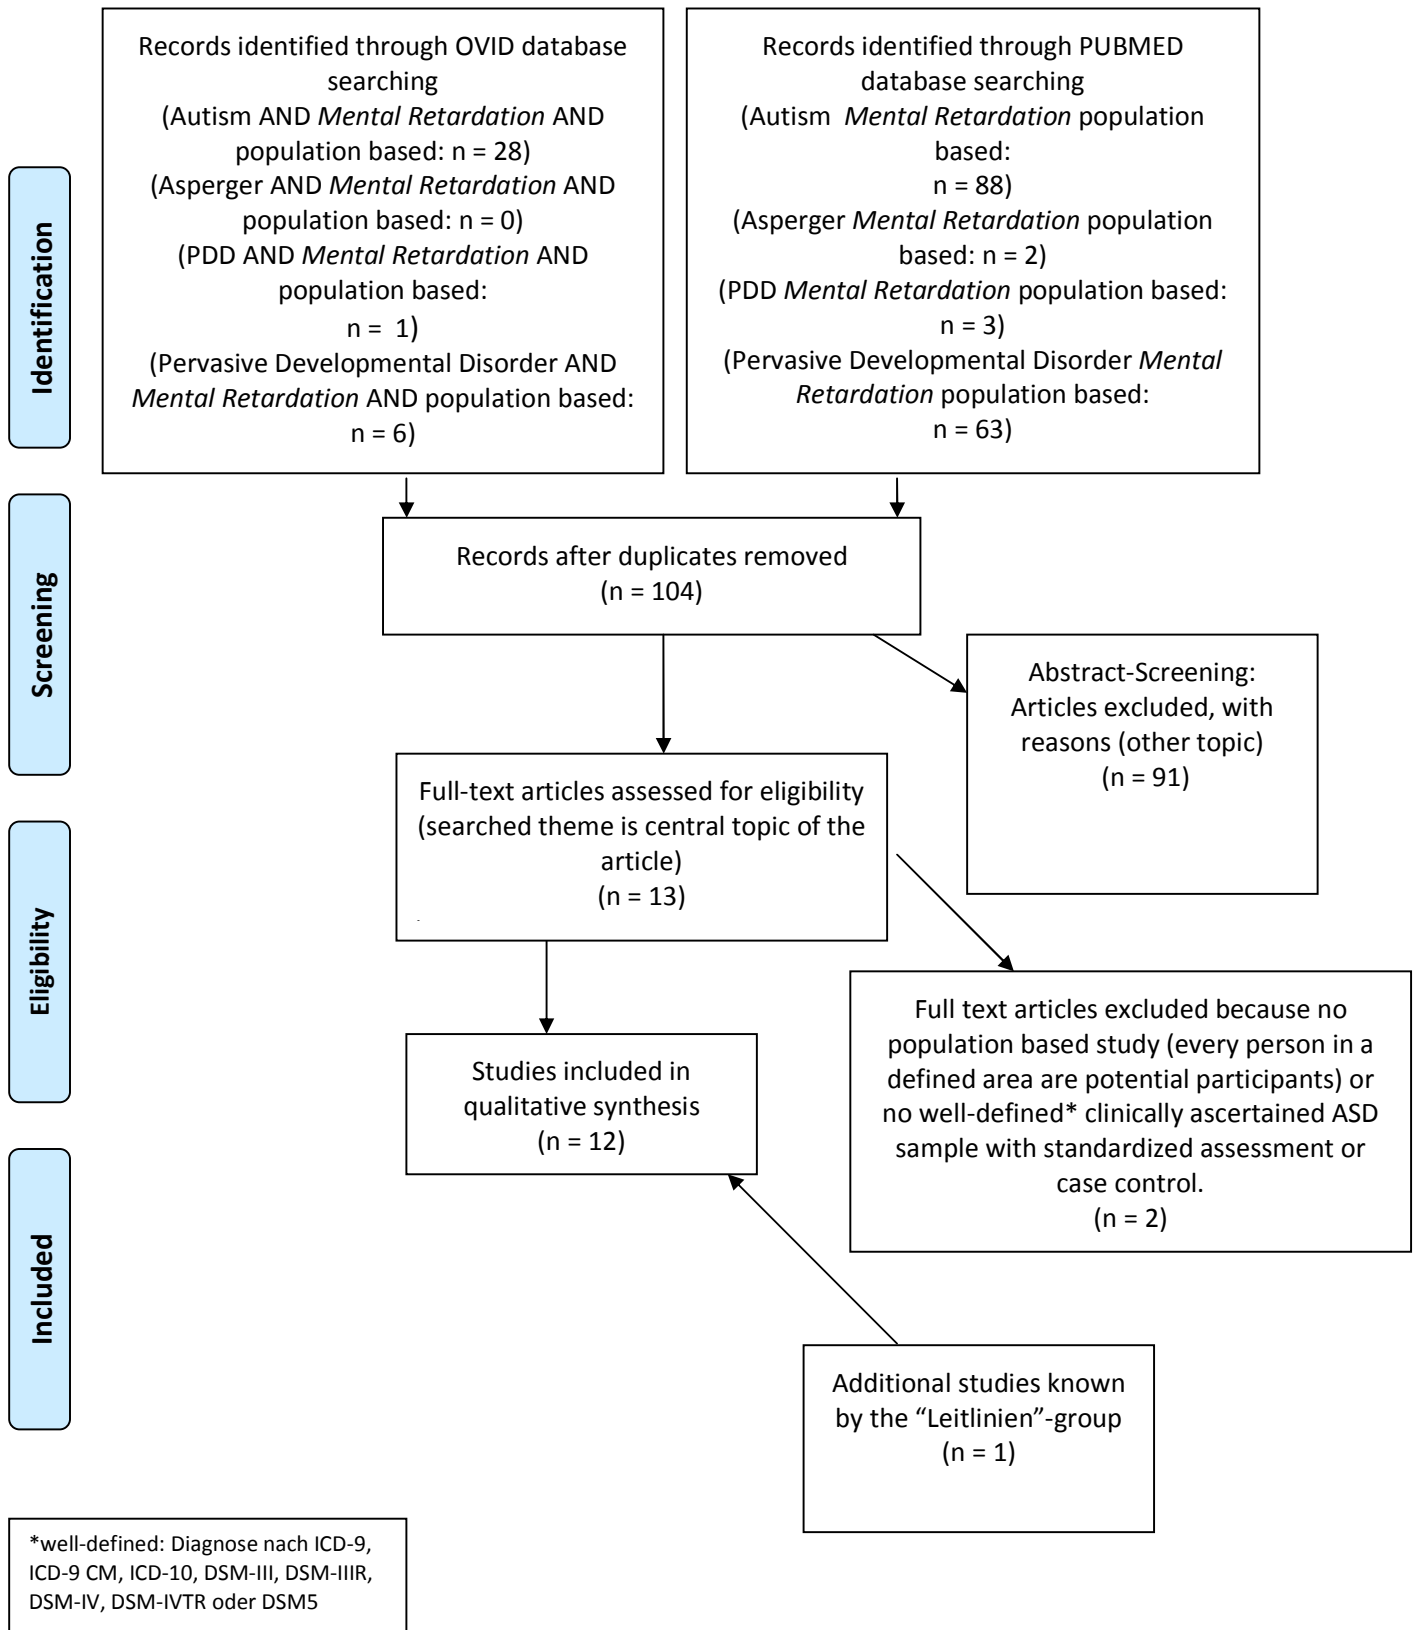 Records identified through OVID database
searching
(Autism AND Mental Retardation AND
population based: n = 28)
(Asperger AND Mental Retardation AND
population based: n = 0)
(PDD AND Mental Retardation AND
population based:
n =  1)
(Pervasive Developmental Disorder AND
Mental Retardation AND population based:
n = 6)
Records identified through PUBMED
database searching
(Autism  Mental Retardation population
based:
n = 88)
(Asperger Mental Retardation population
based: n = 2)
(PDD Mental Retardation population based:
n = 3)
(Pervasive Developmental Disorder Mental
Retardation population based:
n = 63)
Identification
Records after duplicates removed
(n = 104)
Screening
Abstract-Screening:
Articles excluded, with
reasons (other topic)
(n = 91)
Full-text articles assessed for eligibility
(searched theme is central topic of the
article)
(n = 13)
Eligibility
Full text articles excluded because no
population based study (every person in a
defined area are potential participants) or
no well-defined* clinically ascertained ASD
sample with standardized assessment or
case control.
(n = 2)
Studies included in
qualitative synthesis
(n = 12)
Included
Additional studies known
by the “Leitlinien”-group
(n = 1)
*well-defined: Diagnose nach ICD-9,
ICD-9 CM, ICD-10, DSM-III, DSM-IIIR,
DSM-IV, DSM-IVTR oder DSM5